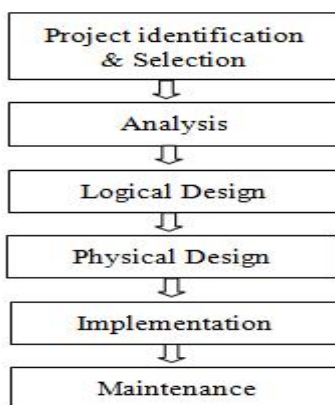 Project identification
& Selection
Analysis
Logical Design
Physical Design
Implementation
Maintenance